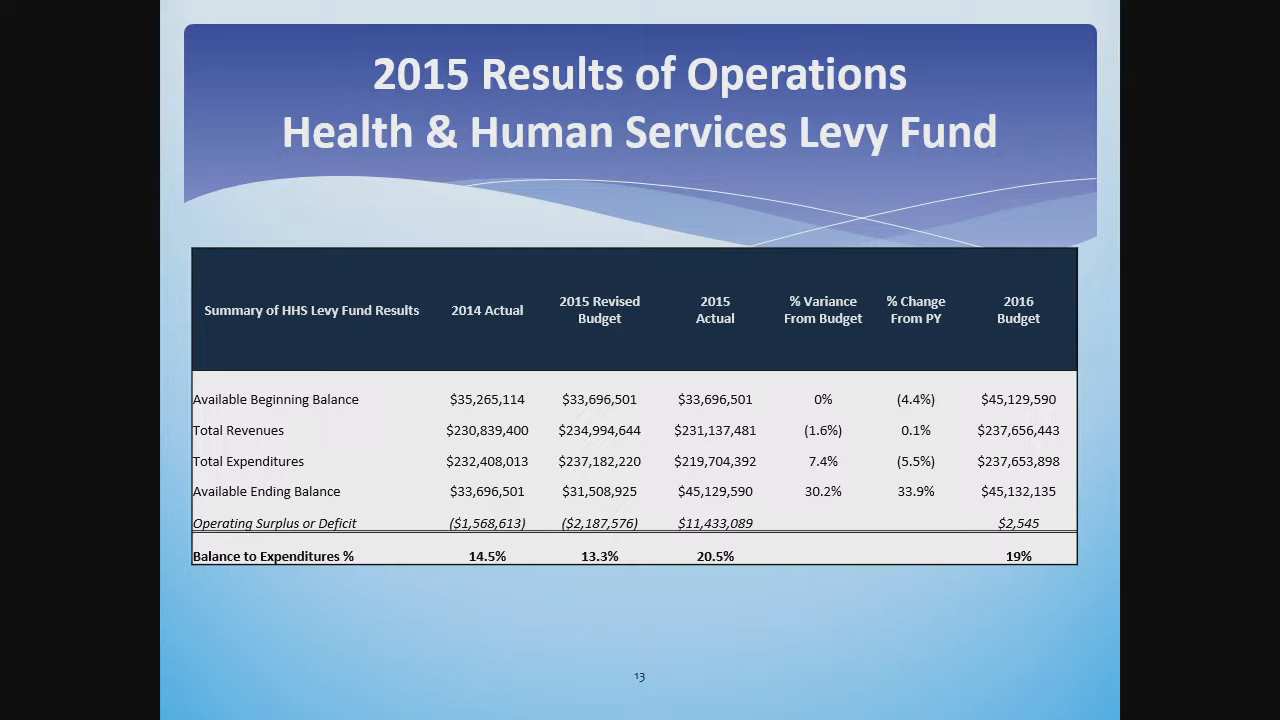 2015 Results of Operations
Health & Human Services Levy Fund
Summary of HHS Levy Fund Results 2014 Actual 2015 Revised Budget 2015 Actual % Variance From Budget % Change From PY 2016 Budget
Available Beginning Balance $35,265,114 $33,696,501 $33,696,501 0% (4.4%) $45,129,590
Total Revenues $230,839,400 $234,994,644 $231,137,481 (1.6%) 0.1% $237,656,443
Total Expenditures $232,408,013 $237,182,220 $219,704,392 7.4% (5.5%) $237,653,898
Available Ending Balance $33,696,501 $31,508,925 $45,129,590 30.2% 33.9% $45,132,135
Operating Surplus or Deficit ($1,568,613) ($2,187,576) $11,433,089 $2,545
Balance to Expenditures % 14.5% 13.3% 20.5% 19%
13